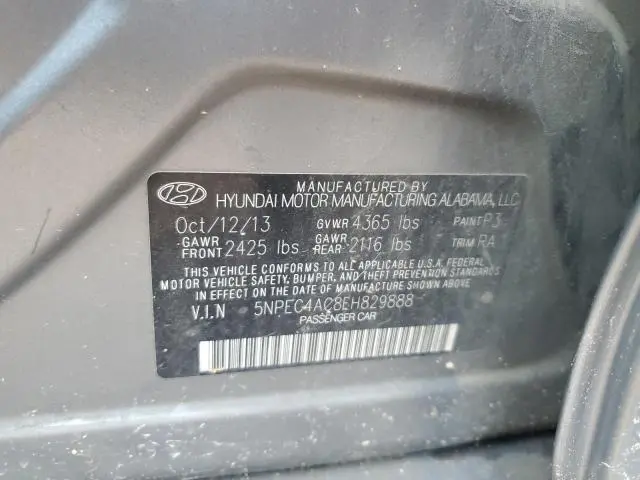 MANUFACTURED BY
HYUNDAI MOTOR MANUFACTURING ALABAMA, LLC
Oct/12/13 GVWR 4365 lbs PAINT P3
GAWR FRONT 2425 lbs GAWR REAR 2116 lbs TRIM RA
THIS VEHICLE CONFORMS TO ALL APPLICABLE U.S.A. FEDERAL
MOTOR VEHICLE SAFETY, BUMPER, AND THEFT PREVENTION STANDARDS
IN EFFECT ON THE DATE OF MANUFACTURE SHOWN ABOVE.
V.I.N 5NPEC4AC8EH829888
PASSENGER CAR